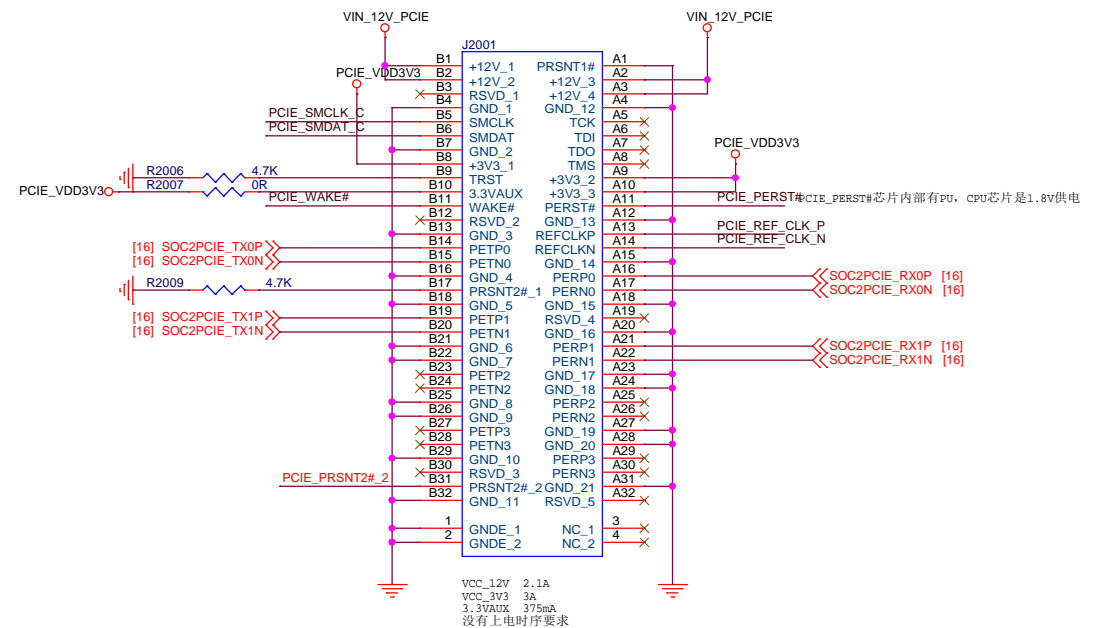 VIN_12V_PCIE
VIN_12V_PCIE
J2001
PCIE_VDD3V3
B1 +12V_1 PRSNT1# A1
B2 +12V_2 +12V_3 A2
B3 RSVD_1 +12V_4 A3
B4 GND_1 GND_12 A4
PCIE_SMCLK_C B5 SMCLK TCK A5
PCIE_SMDAT_C B6 SMDAT TDI A6
B7 GND_2 TDO A7
B8 +3V3_1 TMS A8
PCIE_VDD3V3
R2006 4.7K B9 TRST +3V3_2 A9
PCIE_VDD3V3 R2007 0R B10 3.3VAUX +3V3_3 A10
PCIE_WAKE# B11 WAKE# PERST# A11 PCIE_PERST# PCIE_PERST#芯片内部有PU，CPU芯片是1.8V供电
B12 RSVD_2 GND_13 A12
B13 GND_3 REFCLKP A13 PCIE_REF_CLK_P
[16] SOC2PCIE_TX0P B14 PETP0 REFCLKN A14 PCIE_REF_CLK_N
[16] SOC2PCIE_TX0N B15 PETN0 GND_14 A15
B16 GND_4 PERP0 A16 SOC2PCIE_RX0P [16]
R2009 4.7K B17 PRSNT2#_1 PERN0 A17 SOC2PCIE_RX0N [16]
B18 GND_5 GND_15 A18
[16] SOC2PCIE_TX1P B19 PETP1 RSVD_4 A19
[16] SOC2PCIE_TX1N B20 PETN1 GND_16 A20
B21 GND_6 PERP1 A21 SOC2PCIE_RX1P [16]
B22 GND_7 PERN1 A22 SOC2PCIE_RX1N [16]
B23 PETP2 GND_17 A23
B24 PETN2 GND_18 A24
B25 GND_8 PERP2 A25
B26 GND_9 PERN2 A26
B27 PETP3 GND_19 A27
B28 PETN3 GND_20 A28
B29 GND_10 PERP3 A29
B30 RSVD_3 PERN3 A30
PCIE_PRSNT2#_2 B31 PRSNT2#_2 GND_21 A31
B32 GND_11 RSVD_5 A32
1 GNDE_1 NC_1 3
2 GNDE_2 NC_2 4
VCC_12V 2.1A
VCC_3V3 3A
3.3VAUX 375mA
没有上电时序要求